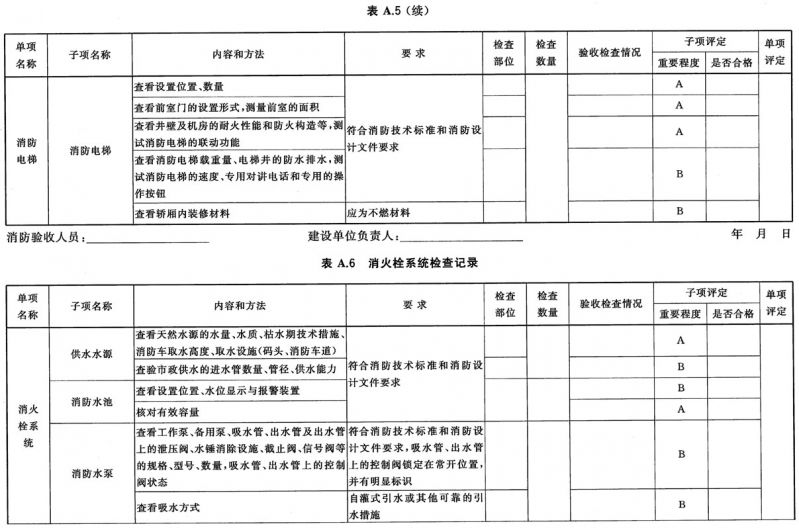 表 A.5（续）
单项名称 子项名称 内容和方法 要 求 检查部位 检查数量 验收检查情况 子项评定 单项评定
重要程度 是否合格
消防电梯 消防电梯
查看设置位置、数量 A
查看前室门的设置形式,测量前室的面积 A
查看井壁及机房的耐火性能和防火构造等,测
试消防电梯的联动功能 A
符合消防技术标准和消防设
计文件要求
查看消防电梯载重量、电梯井的防水排水,测
试消防电梯的速度、专用对讲电话和专用的操
作按钮 B
查看轿厢内装修材料 应为不燃材料 B
消防验收人员: 建设单位负责人: 年 月 日
表 A.6 消火栓系统检查记录
单项名称 子项名称 内容和方法 要 求 检查部位 检查数量 验收检查情况 子项评定 单项评定
重要程度 是否合格
消火栓系统
供水水源
查看天然水源的水量、水质、枯水期技术措施、
消防车取水高度、取水设施(码头、消防车道) A
查验市政供水的进水管数量、管径、供水能力 B
符合消防技术标准和消防设
计文件要求
消防水池
查看设置位置、水位显示与报警装置 B
核对有效容量 A
消防水泵
查看工作泵、备用泵、吸水管、出水管及出水管
上的泄压阀、水锤消除设施、截止阀、信号阀等
的规格、型号、数量,吸水管、出水管上的控制
阀状态
符合消防技术标准和消防设
计文件要求,吸水管、出水管
上的控制阀锁定在常开位置,
并有明显标识
B
查看吸水方式
自灌式引水或其他可靠的引
水措施
B